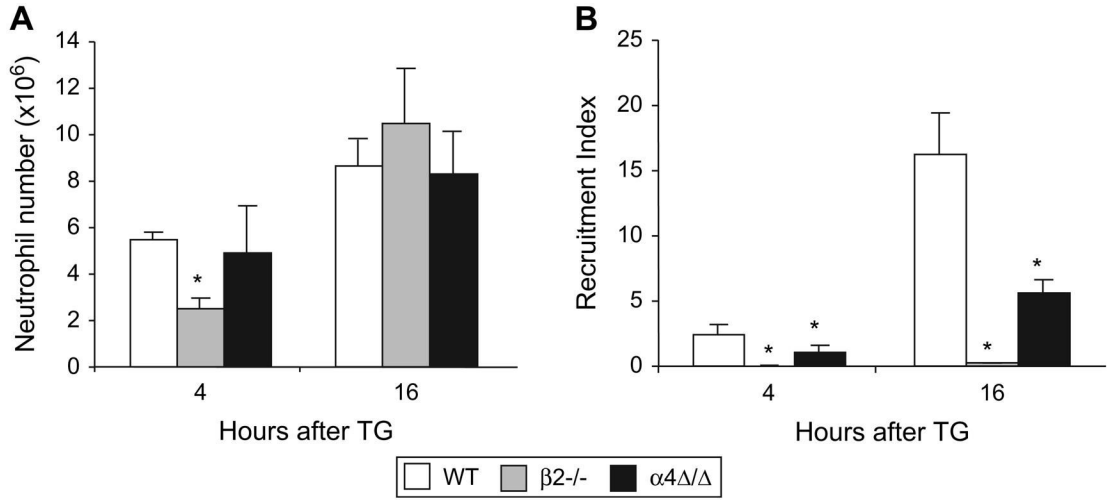 A
Neutrophil number (x10⁶)
14
12
10
8
6
4
2
0
*
4
16
Hours after TG
B
Recruitment Index
25
20
15
10
5
0
*
*
*
*
4
16
Hours after TG
WT
β2-/-
α4Δ/Δ